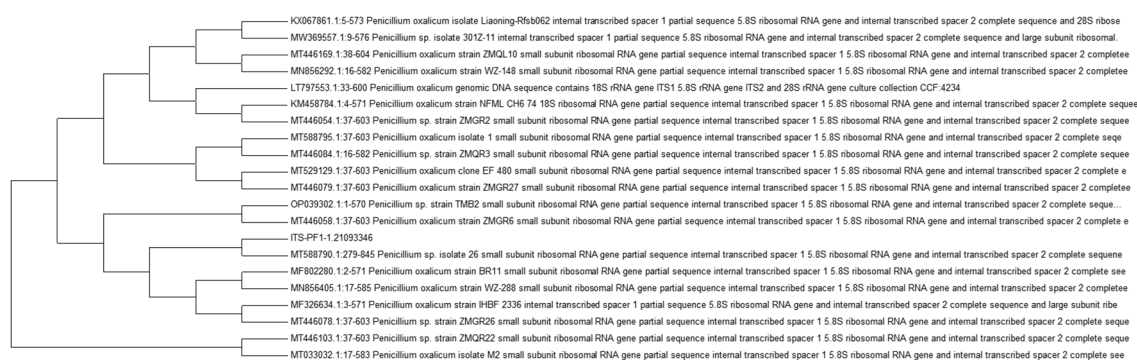 KX067861.1:5-573 Penicillium oxalicum isolate Liaoning-Rfsb062 internal transcribed spacer 1 partial sequence 5.8S ribosomal RNA gene and internal transcribed spacer 2 complete sequence and 28S ribose
MW369557.1:9-576 Penicillium sp. isolate 301Z-11 internal transcribed spacer 1 partial sequence 5.8S ribosomal RNA gene and internal transcribed spacer 2 complete sequence and large subunit ribosomal.
MT446169.1:38-604 Penicillium oxalicum strain ZMQL10 small subunit ribosomal RNA gene partial sequence internal transcribed spacer 1 5.8S ribosomal RNA gene and internal transcribed spacer 2 completee
MN856292.1:16-582 Penicillium oxalicum strain WZ-148 small subunit ribosomal RNA gene partial sequence internal transcribed spacer 1 5.8S ribosomal RNA gene and internal transcribed spacer 2 completee
LT797553.1:33-600 Penicillium oxalicum genomic DNA sequence contains 18S rRNA gene ITS1 5.8S rRNA gene ITS2 and 28S rRNA gene culture collection CCF:4234
KM458784.1:4-571 Penicillium oxalicum strain NFML CH6 74 18S ribosomal RNA gene partial sequence internal transcribed spacer 1 5.8S ribosomal RNA gene and internal transcribed spacer 2 complete sequece
MT446054.1:37-603 Penicillium sp. strain ZMGR2 small subunit ribosomal RNA gene partial sequence internal transcribed spacer 1 5.8S ribosomal RNA gene and internal transcribed spacer 2 complete sequee
MT588795.1:37-603 Penicillium oxalicum isolate 1 small subunit ribosomal RNA gene partial sequence internal transcribed spacer 1 5.8S ribosomal RNA gene and internal transcribed spacer 2 complete seqe
MT446084.1:16-582 Penicillium sp. strain ZMQR3 small subunit ribosomal RNA gene partial sequence internal transcribed spacer 1 5.8S ribosomal RNA gene and internal transcribed spacer 2 complete sequee
MT529129.1:37-603 Penicillium oxalicum clone EF 480 small subunit ribosomal RNA gene partial sequence internal transcribed spacer 1 5.8S ribosomal RNA gene and internal transcribed spacer 2 complete e
MT446079.1:37-603 Penicillium oxalicum strain ZMGR27 small subunit ribosomal RNA gene partial sequence internal transcribed spacer 1 5.8S ribosomal RNA gene and internal transcribed spacer 2 completee
OP039302.1:1-570 Penicillium sp. strain TMB2 small subunit ribosomal RNA gene partial sequence internal transcribed spacer 1 5.8S ribosomal RNA gene and internal transcribed spacer 2 complete seque...
MT446058.1:37-603 Penicillium oxalicum strain ZMGR6 small subunit ribosomal RNA gene partial sequence internal transcribed spacer 1 5.8S ribosomal RNA gene and internal transcribed spacer 2 complete e
ITS-PF1-1.21093346
MT588790.1:279-845 Penicillium sp. isolate 26 small subunit ribosomal RNA gene partial sequence internal transcribed spacer 1 5.8S ribosomal RNA gene and internal transcribed spacer 2 complete sequene
MF802280.1:2-571 Penicillium oxalicum strain BR11 small subunit ribosomal RNA gene partial sequence internal transcribed spacer 1 5.8S ribosomal RNA gene and internal transcribed spacer 2 complete see
MN856405.1:17-585 Penicillium oxalicum strain WZ-288 small subunit ribosomal RNA gene partial sequence internal transcribed spacer 1 5.8S ribosomal RNA gene and internal transcribed spacer 2 completee
MF326634.1:3-571 Penicillium oxalicum strain IHBF 2336 internal transcribed spacer 1 partial sequence 5.8S ribosomal RNA gene and internal transcribed spacer 2 complete sequence and large subunit ribe
MT446078.1:37-603 Penicillium sp. strain ZMGR26 small subunit ribosomal RNA gene partial sequence internal transcribed spacer 1 5.8S ribosomal RNA gene and internal transcribed spacer 2 complete seque
MT446103.1:37-603 Penicillium sp. strain ZMQR22 small subunit ribosomal RNA gene partial sequence internal transcribed spacer 1 5.8S ribosomal RNA gene and internal transcribed spacer 2 complete seque
MT033032.1:17-583 Penicillium oxalicum isolate M2 small subunit ribosomal RNA gene partial sequence internal transcribed spacer 1 5.8S ribosomal RNA gene and internal transcribed spacer 2 complete see